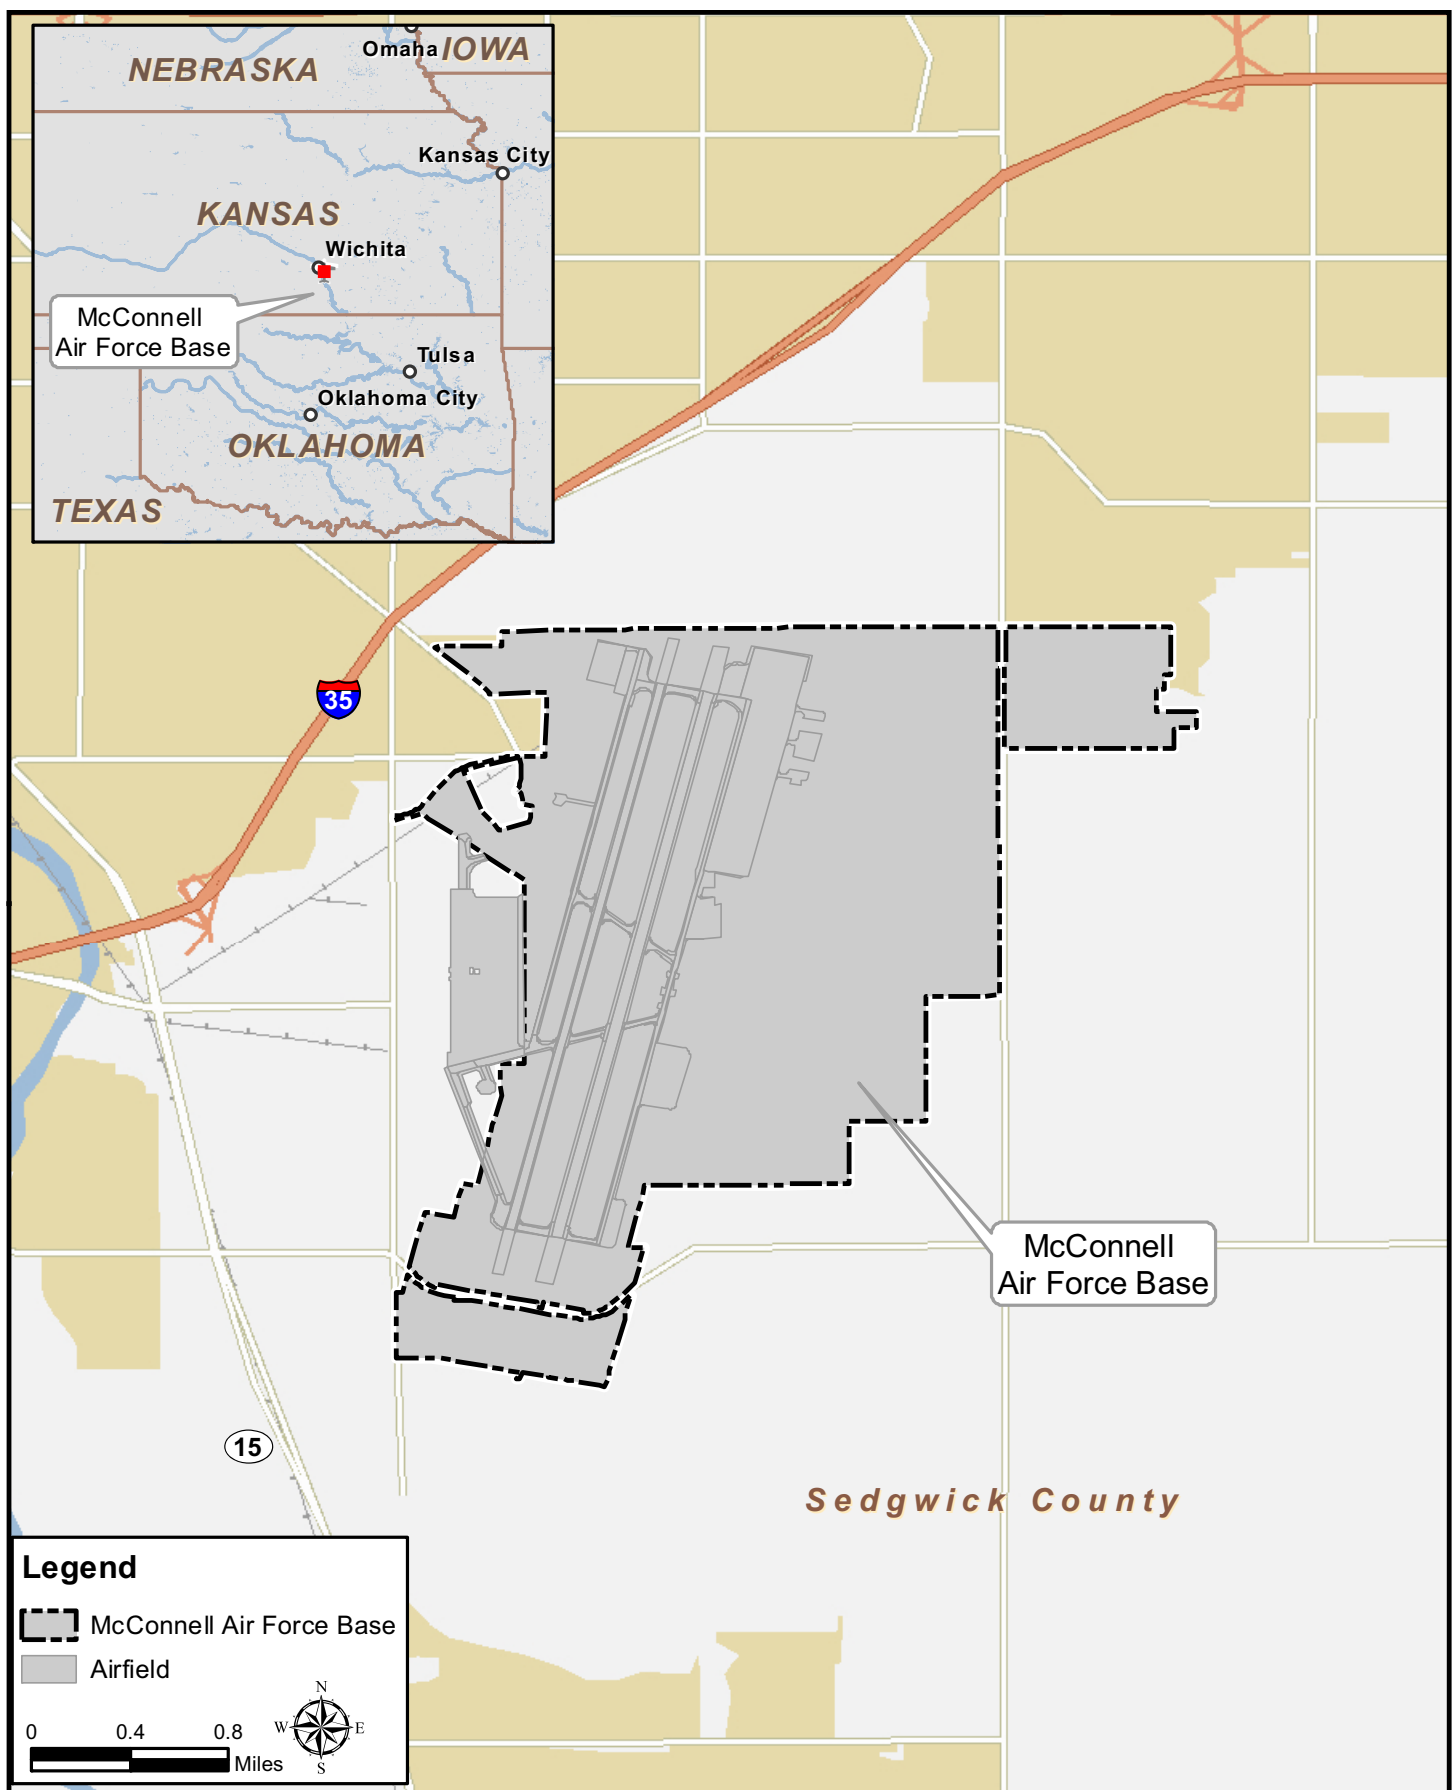 Omaha
IOWA
NEBRASKA
Kansas City
KANSAS
Wichita
McConnell
Air Force Base
Tulsa
Oklahoma City
OKLAHOMA
TEXAS
35
McConnell
Air Force Base
15
Sedgwick County
Legend
McConnell Air Force Base
Airfield
N
W
E
S
0 0.4 0.8
Miles